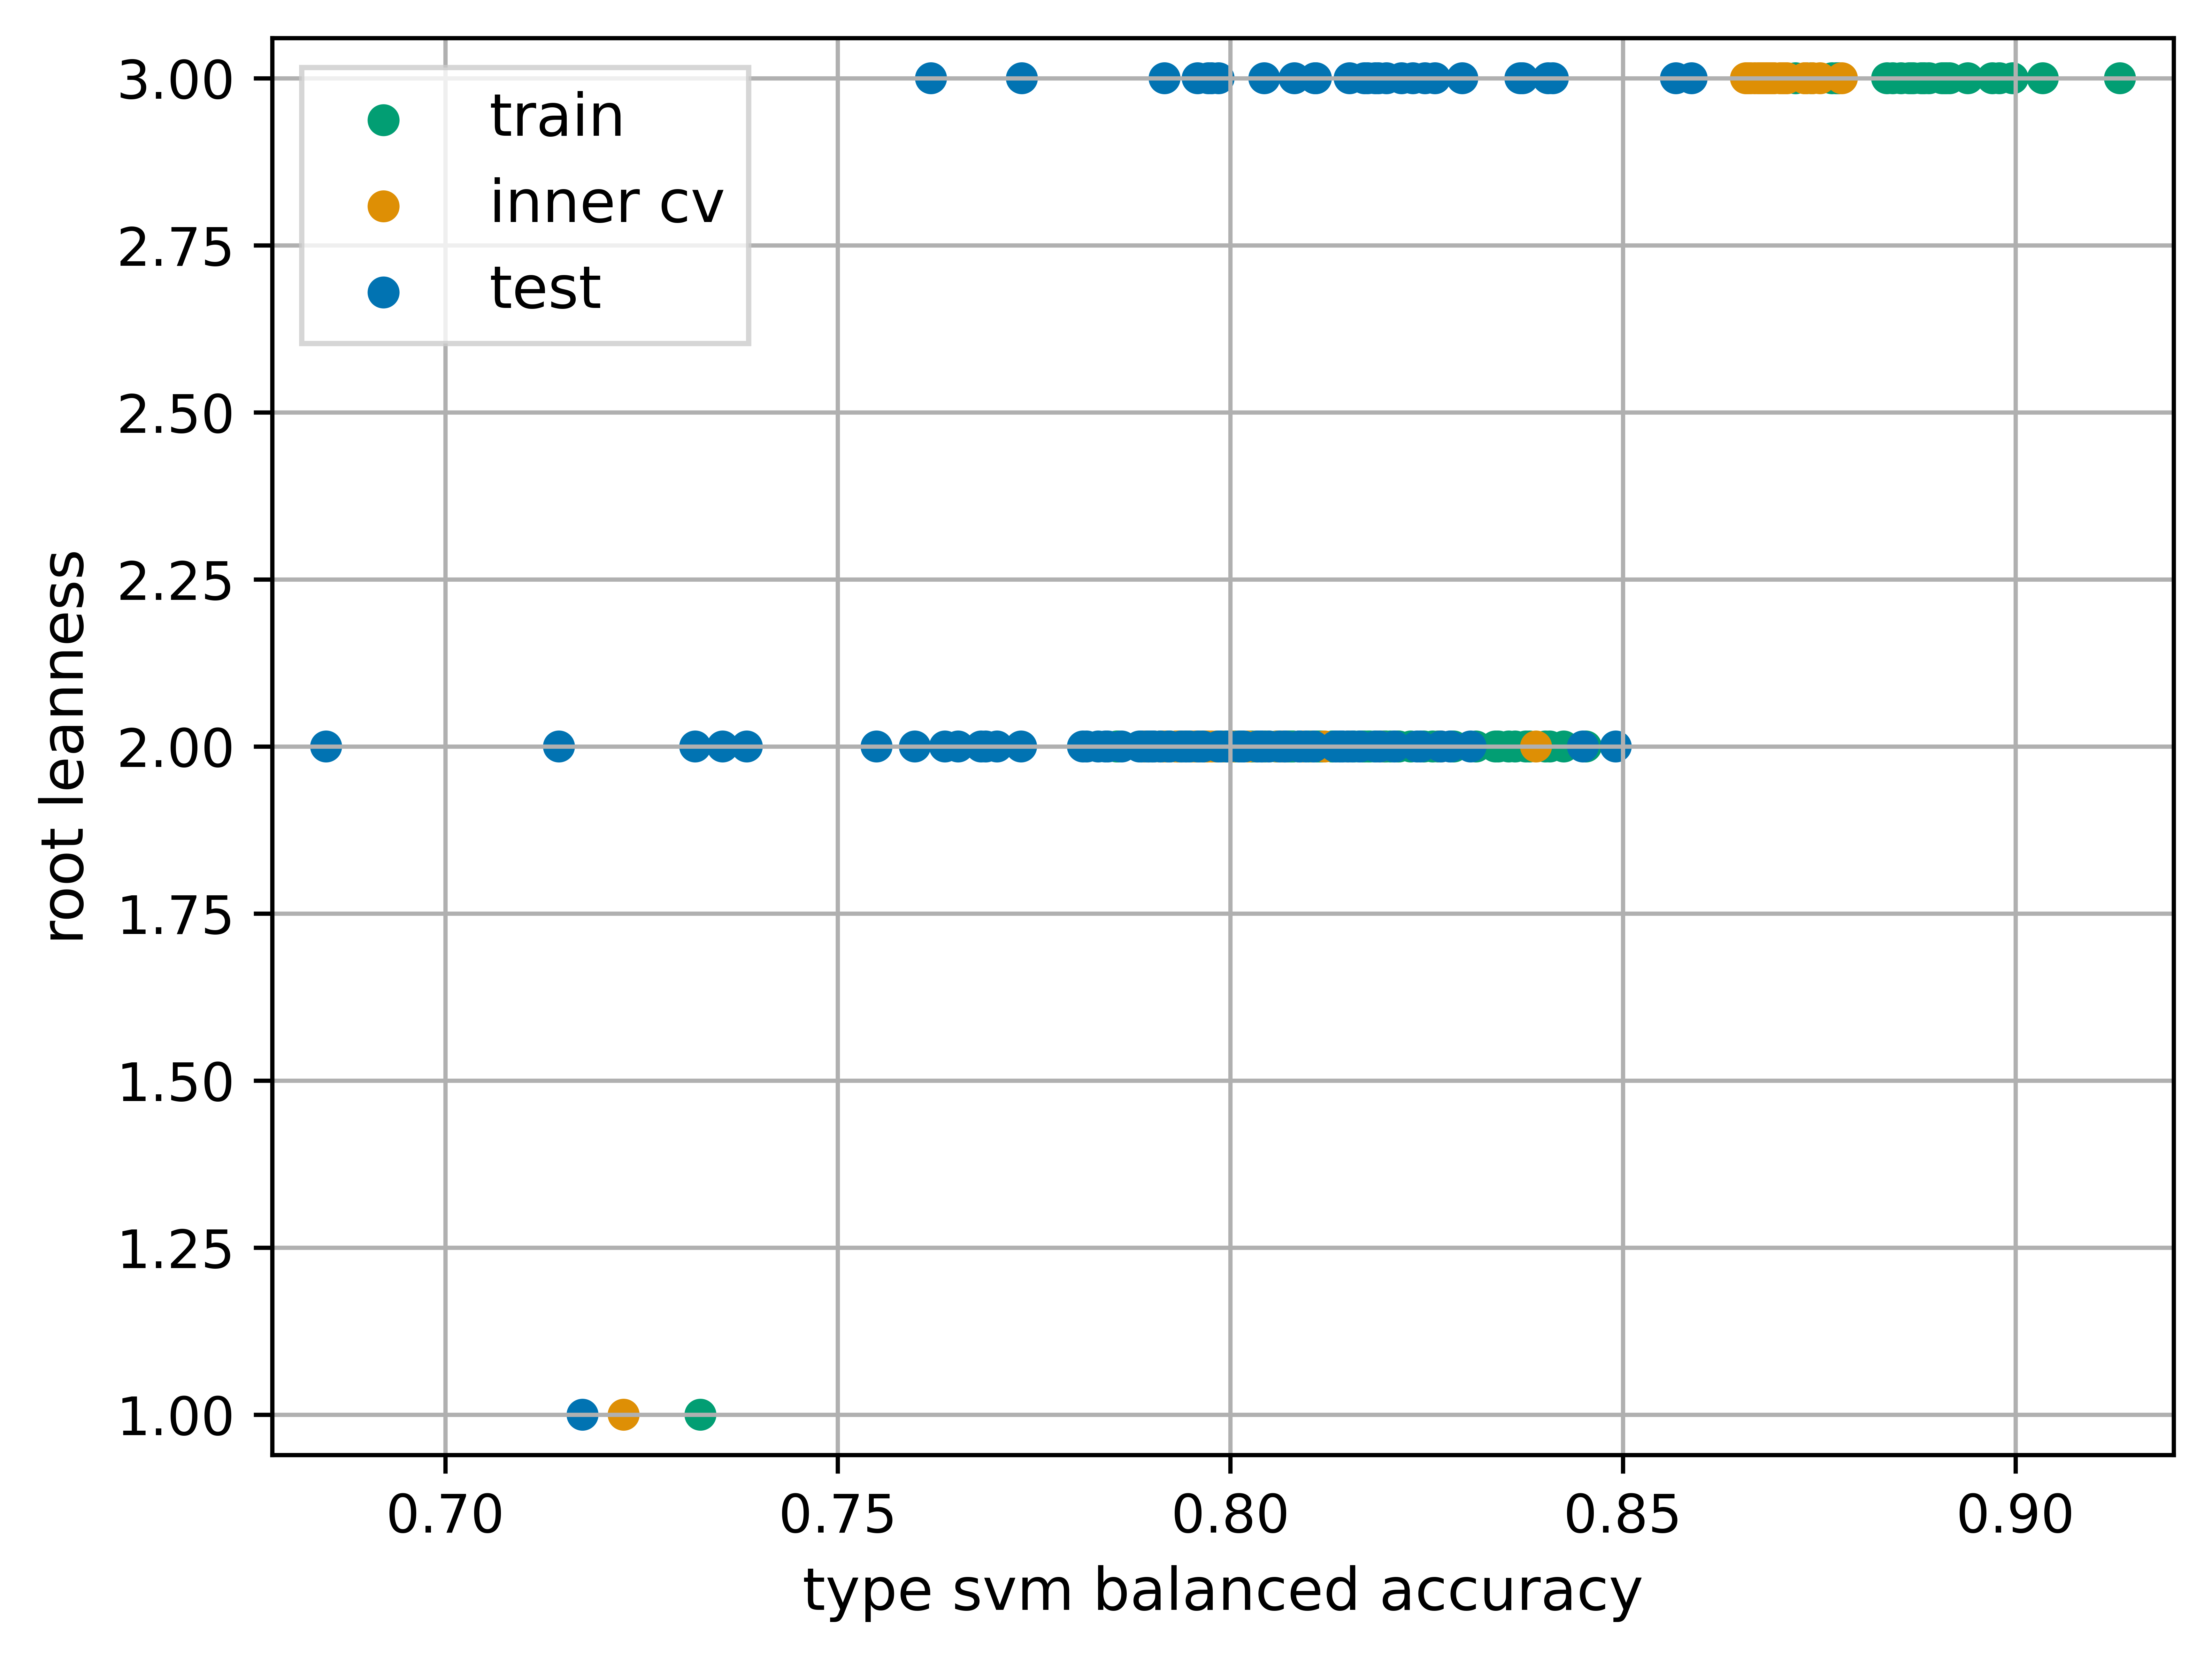 train
inner cv
test
3.00
2.75
2.50
2.25
2.00
1.75
1.50
1.25
1.00
root leanness
0.70 0.75 0.80 0.85 0.90
type svm balanced accuracy